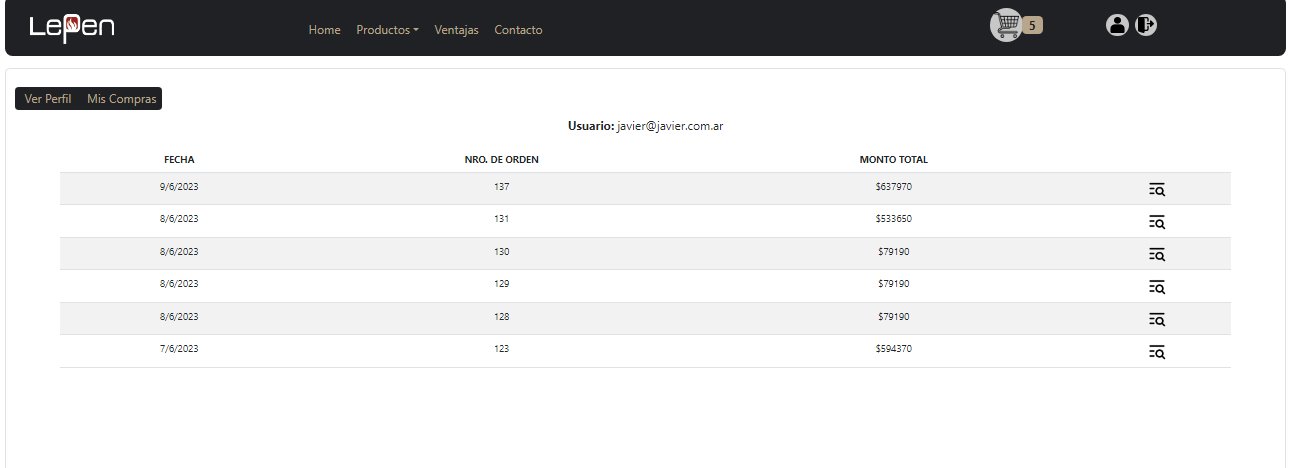 LePen Home Productos Ventajas Contacto 5
Ver Perfil Mis Compras
Usuario: javier@javier.com.ar
FECHA NRO. DE ORDEN MONTO TOTAL
9/6/2023 137 $637970
8/6/2023 131 $533650
8/6/2023 130 $79190
8/6/2023 129 $79190
8/6/2023 128 $79190
7/6/2023 123 $594370